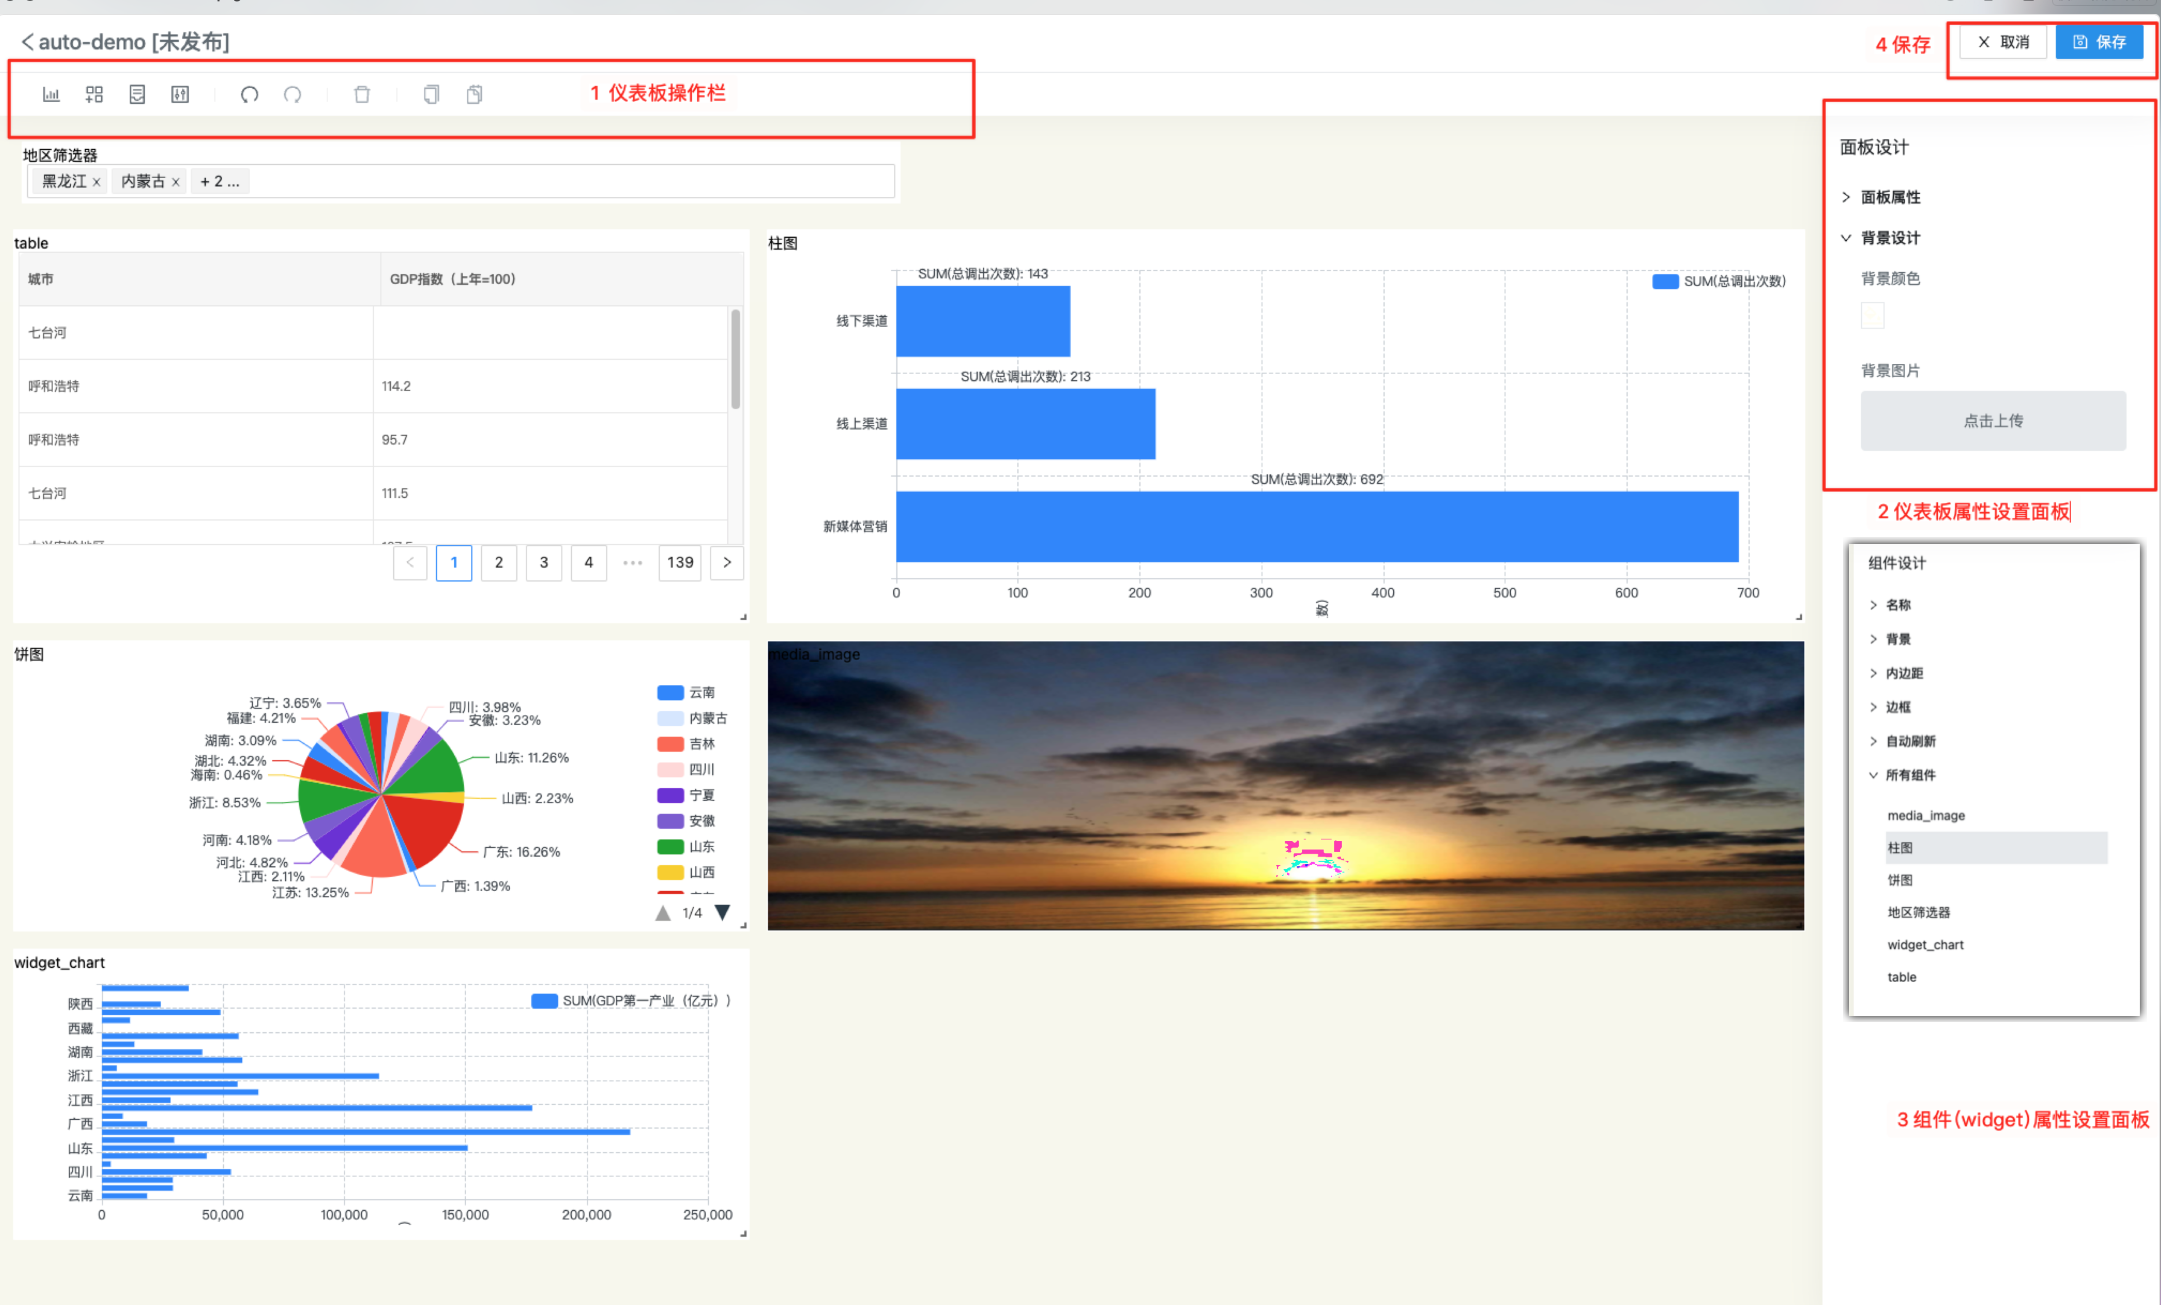 auto-demo [未发布]
4 保存
取消
保存
1 仪表板操作栏
地区筛选器
黑龙江 ×
内蒙古 ×
+ 2 ...
table
城市
GDP指数（上年=100）
七台河
呼和浩特
114.2
呼和浩特
95.7
七台河
111.5
<
1
2
3
4
•••
139
>
柱图
SUM(总调出次数): 143
SUM(总调出次数)
线下渠道
SUM(总调出次数): 213
线上渠道
SUM(总调出次数): 692
新媒体营销
0
100
200
300
400
500
600
700
数)
饼图
辽宁: 3.65%
福建: 4.21%
湖南: 3.09%
湖北: 4.32%
海南: 0.46%
浙江: 8.53%
河南: 4.18%
河北: 4.82%
江西: 2.11%
江苏: 13.25%
四川: 3.98%
安徽: 3.23%
山东: 11.26%
山西: 2.23%
广东: 16.26%
广西: 1.39%
云南
内蒙古
吉林
四川
宁夏
安徽
山东
山西
1/4
media_image
widget_chart
SUM(GDP第一产业（亿元）)
陕西
西藏
湖南
浙江
江西
广西
山东
四川
云南
0
50,000
100,000
150,000
200,000
250,000
面板设计
面板属性
背景设计
背景颜色
背景图片
点击上传
2 仪表板属性设置面板
组件设计
名称
背景
内边距
边框
自动刷新
所有组件
media_image
柱图
饼图
地区筛选器
widget_chart
table
3 组件(widget)属性设置面板